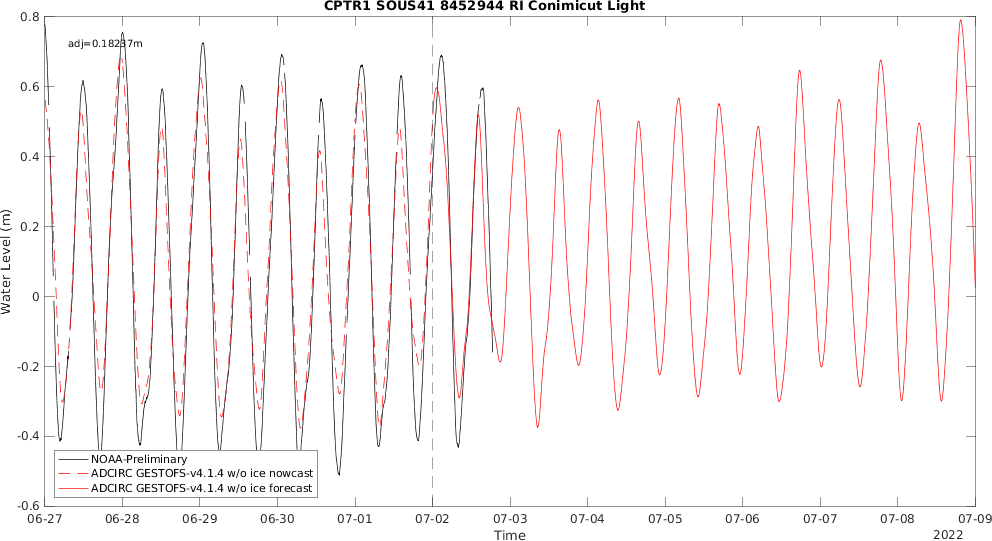 CPTR1 SOUS41 8452944 RI Conimicut Light
adj=0.18237m
0.8
0.6
0.4
0.2
0
-0.2
-0.4
-0.6
Water Level (m)
NOAA-Preliminary
ADCIRC GESTOFS-v4.1.4 w/o ice nowcast
ADCIRC GESTOFS-v4.1.4 w/o ice forecast
06-27 06-28 06-29 06-30 07-01 07-02 07-03 07-04 07-05 07-06 07-07 07-08 07-09
Time
2022